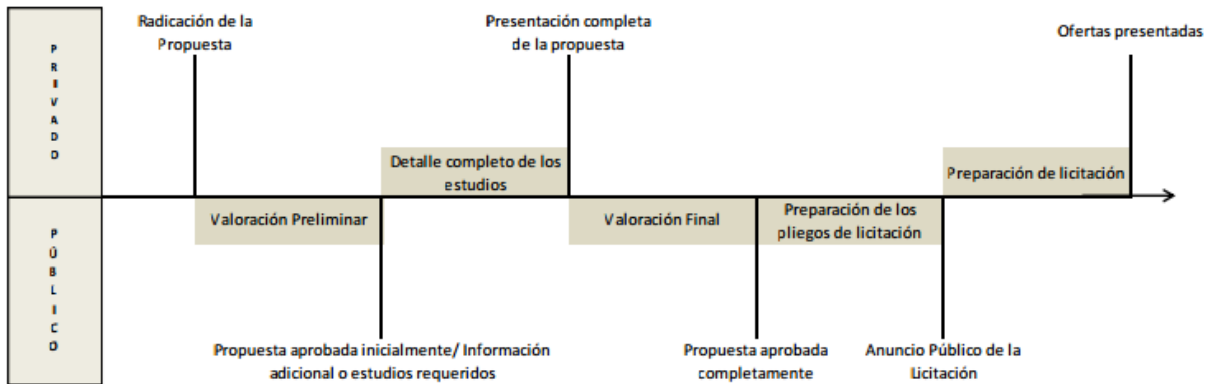 Radicación de la
Propuesta
Presentación completa
de la propuesta
Ofertas presentadas
PRIVADO
Detalle completo de los
estudios
Preparación de licitación
Valoración Preliminar
Valoración Final
Preparación de los
pliegos de licitación
PÚBLICO
Propuesta aprobada inicialmente/ Información
adicional o estudios requeridos
Propuesta aprobada
completamente
Anuncio Público de la
Licitación